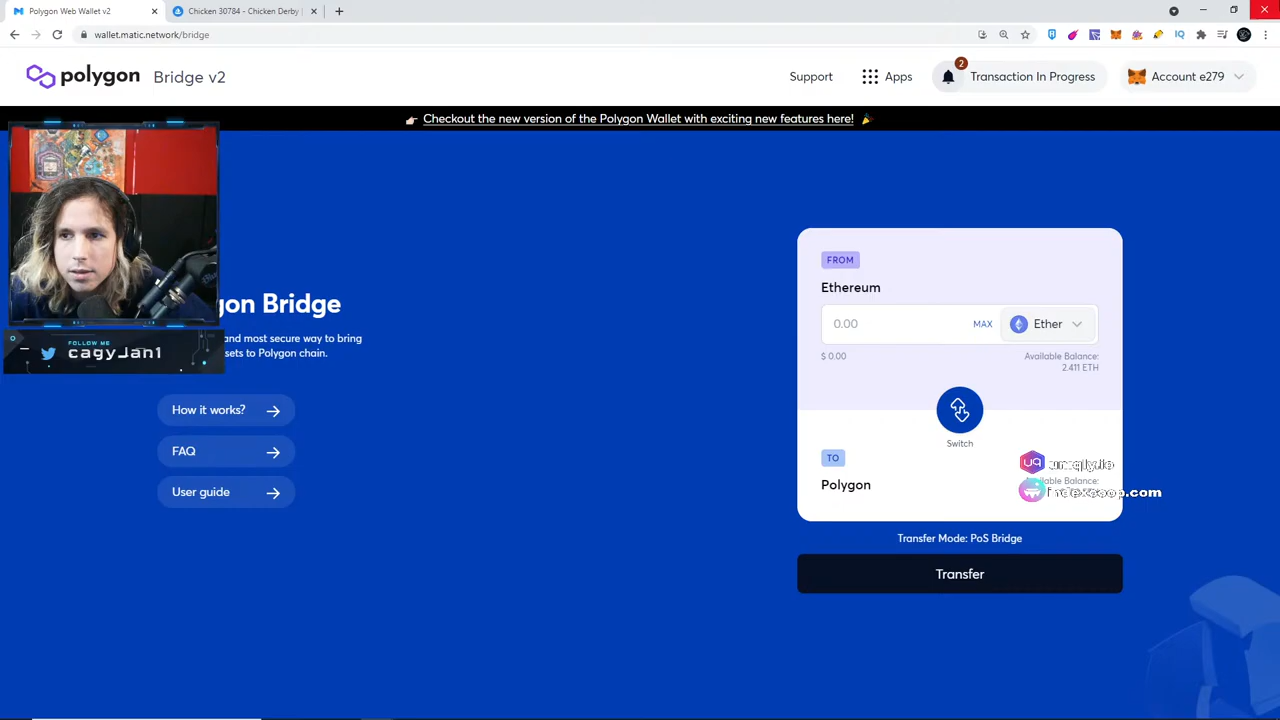 Polygon Web Wallet v2
Chicken 30784 - Chicken Derby
wallet.matic.network/bridge
IQ
polygon
Bridge v2
Support
Apps
2
Transaction In Progress
Account e279
Checkout the new version of the Polygon Wallet with exciting new features here!
FOLLOW ME
cagyJan1
gon Bridge
and most secure way to bring
sets to Polygon chain.
How it works?
FAQ
User guide
FROM
Ethereum
0.00
MAX
Ether
$ 0.00
Available Balance:
2.411 ETH
Switch
TO
Polygon
uq
Balance:
Transfer Mode: PoS Bridge
Transfer